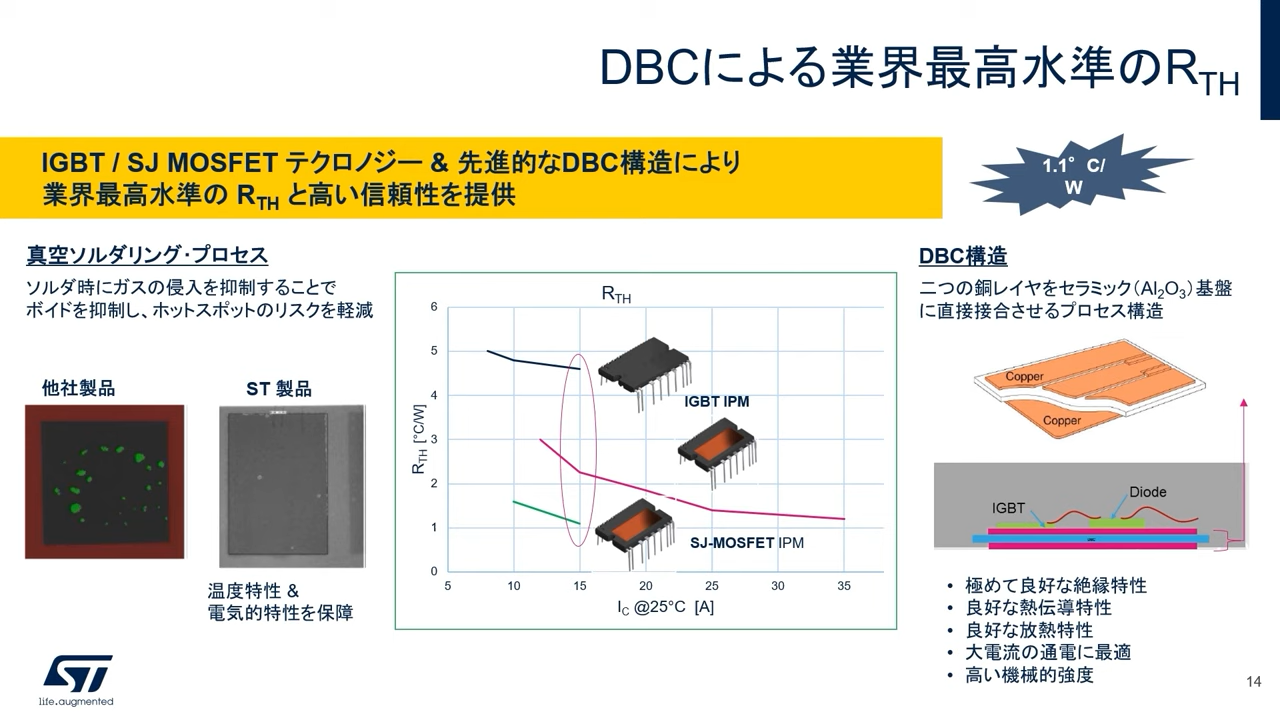 DBCによる業界最高水準のRTH
IGBT / SJ MOSFET テクロノジー & 先進的なDBC構造により
業界最高水準の RTH と高い信頼性を提供
1.1° C/
W
真空ソルダリング・プロセス
ソルダ時にガスの侵入を抑制することで
ボイドを抑制し、ホットスポットのリスクを軽減
他社製品
ST 製品
温度特性 &
電気的特性を保障
RTH
RTH [°C/W]
6
5
4
3
2
1
0
5 10 15 20 25 30 35
IC @25°C [A]
IGBT IPM
SJ-MOSFET IPM
DBC構造
二つの銅レイヤをセラミック(Al2O3)基盤
に直接接合させるプロセス構造
Copper
Copper
IGBT
Diode
• 極めて良好な絶縁特性
• 良好な熱伝導特性
• 良好な放熱特性
• 大電流の通電に最適
• 高い機械的強度
ST
life.augmented
14